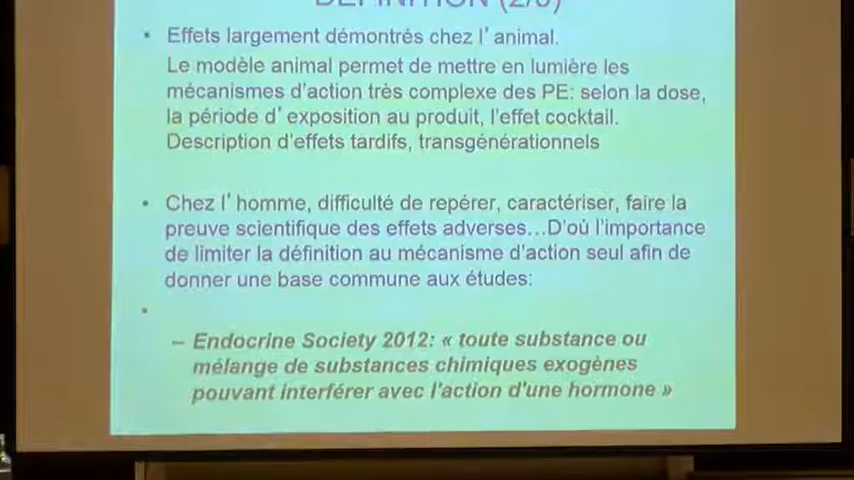 DÉFINITION (2/6)
• Effets largement démontrés chez l'animal.
Le modèle animal permet de mettre en lumière les
mécanismes d'action très complexe des PE: selon la dose,
la période d'exposition au produit, l'effet cocktail.
Description d'effets tardifs, transgénérationnels
• Chez l'homme, difficulté de repérer, caractériser, faire la
preuve scientifique des effets adverses...D'où l'importance
de limiter la définition au mécanisme d'action seul afin de
donner une base commune aux études:
•
– Endocrine Society 2012: « toute substance ou
mélange de substances chimiques exogènes
pouvant interférer avec l'action d'une hormone »